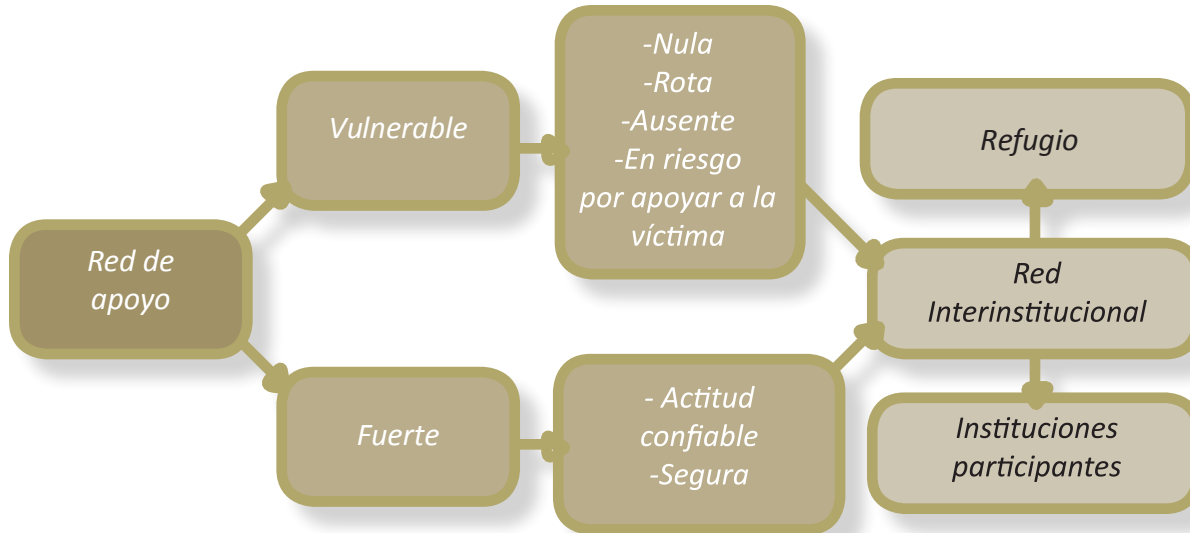 Red de
apoyo
Vulnerable
-Nula
-Rota
-Ausente
-En riesgo
por apoyar a la
víctima
Fuerte
- Actitud
confiable
-Segura
Refugio
Red
Interinstitucional
Instituciones
participantes